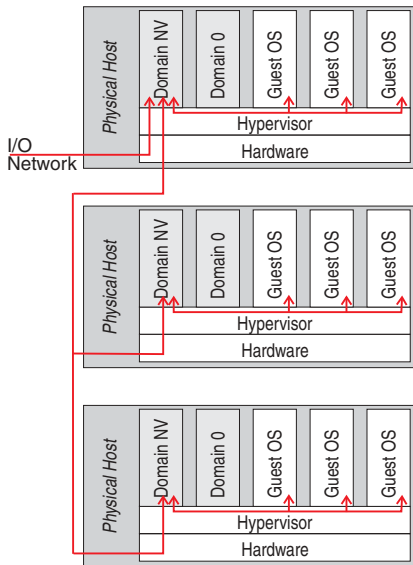 Physical Host
Domain NV
Domain 0
Guest OS
Guest OS
Guest OS
Hypervisor
Hardware
I/O
Network
Physical Host
Domain NV
Domain 0
Guest OS
Guest OS
Guest OS
Hypervisor
Hardware
Physical Host
Domain NV
Domain 0
Guest OS
Guest OS
Guest OS
Hypervisor
Hardware